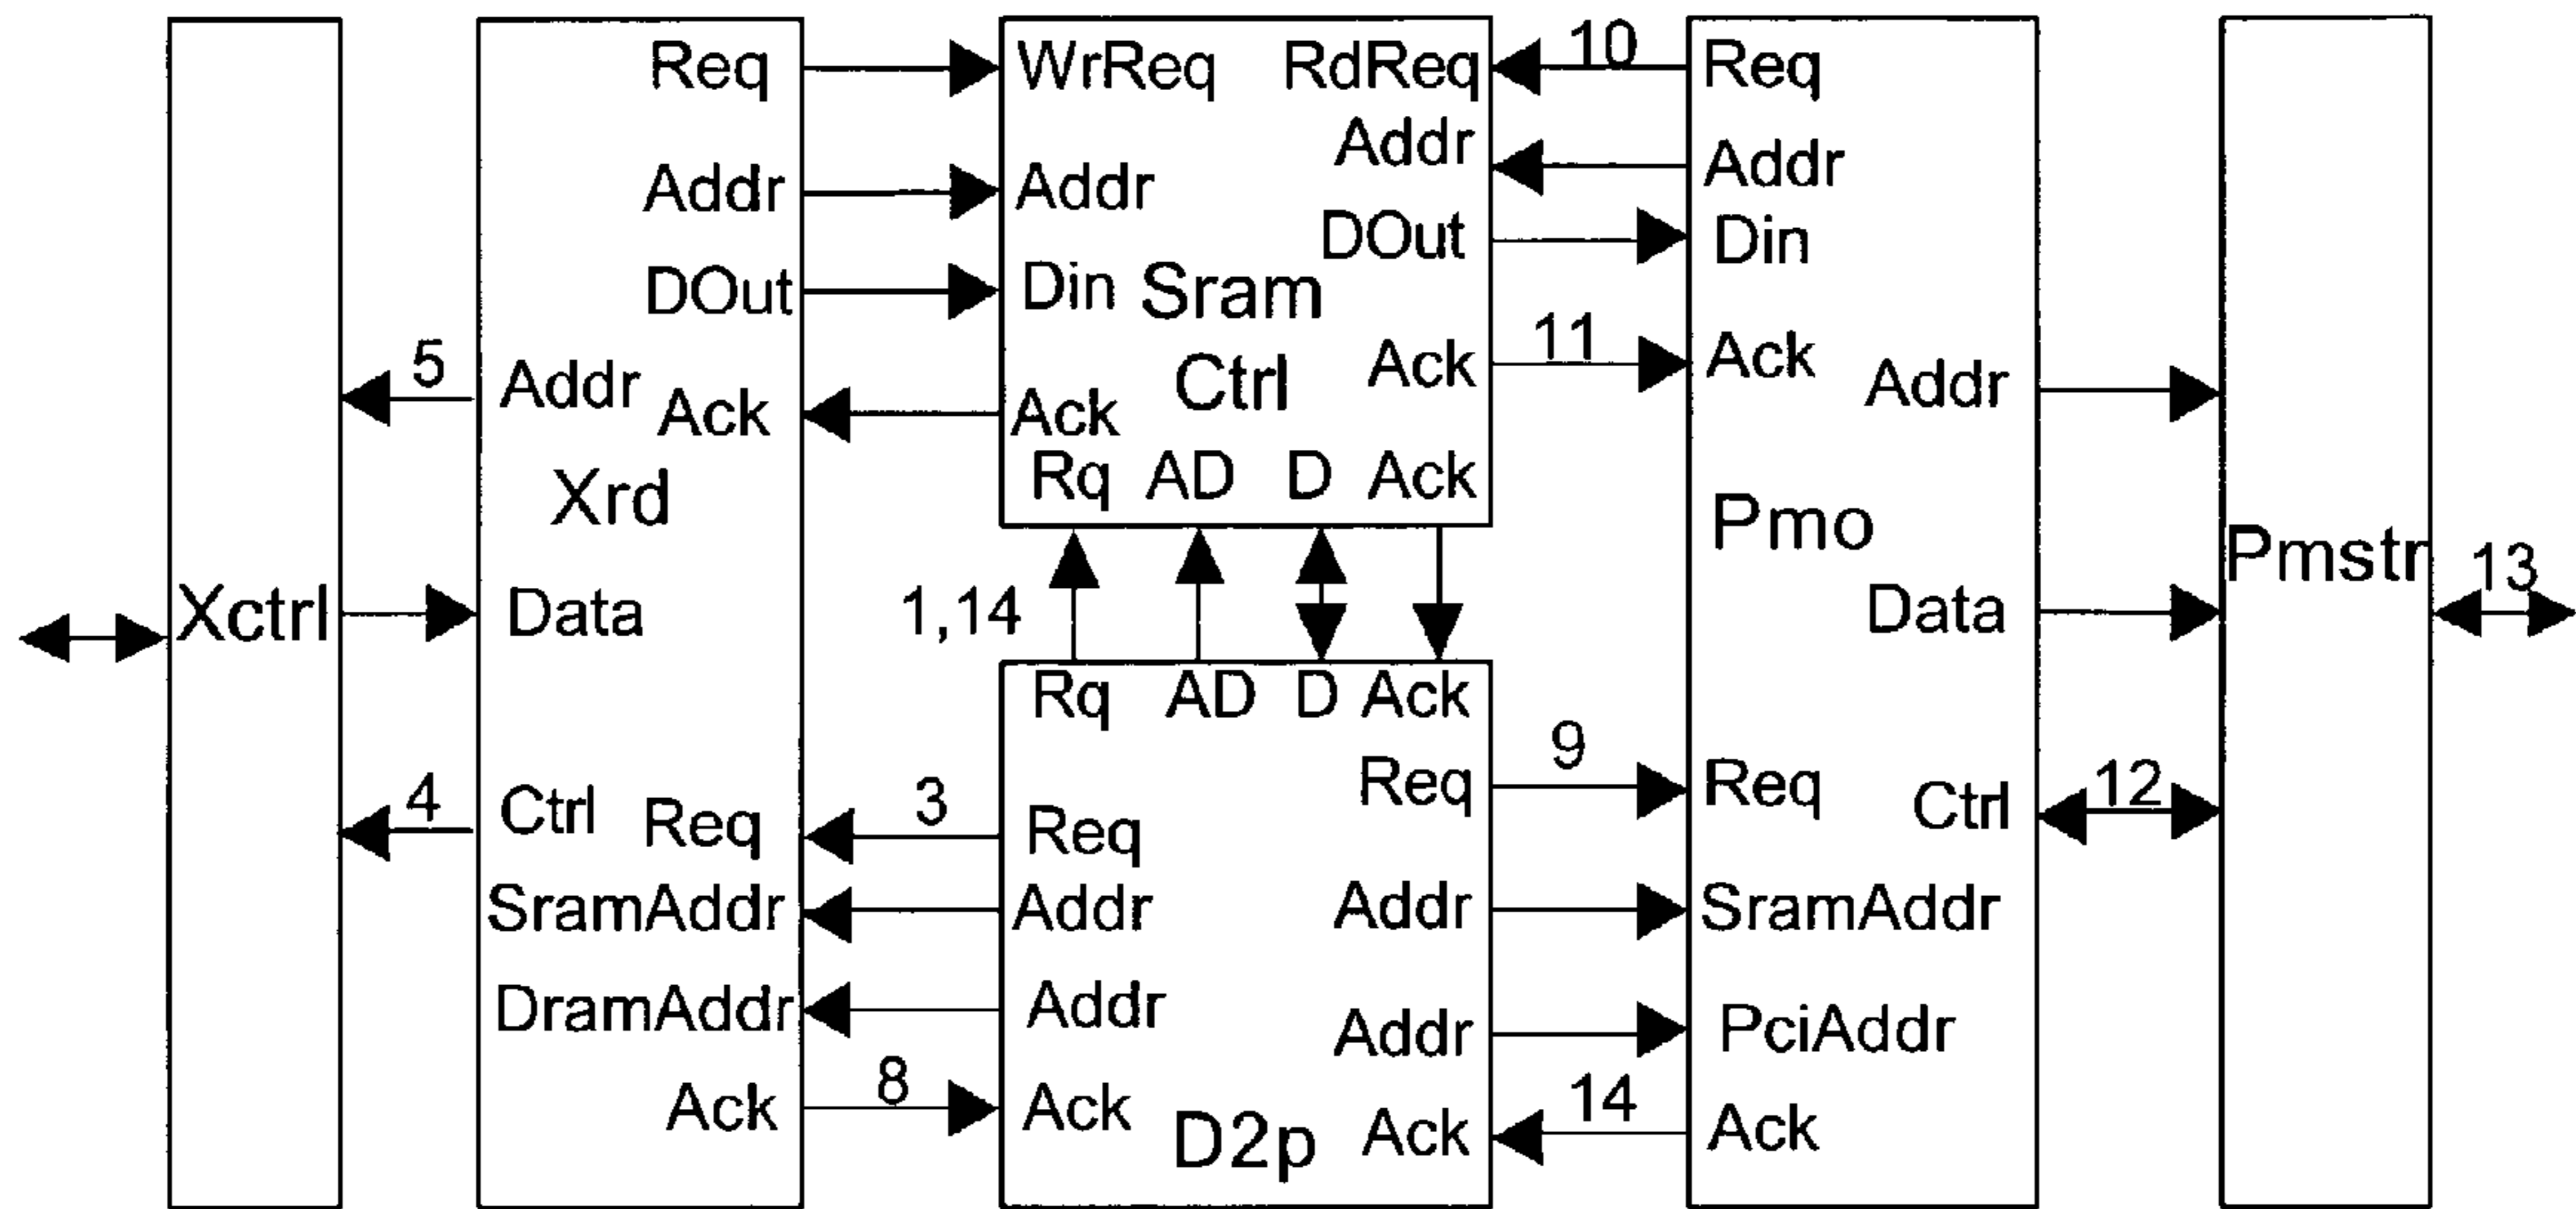 Req WrReq RdReq 10 Req
Addr Addr Addr Addr
DOut Din DOut Din
Sram
Ctrl
5 Addr Ack Ack Ack 11 Ack Addr
Xrd Rq AD D Ack Pmo
Xctrl Data 1,14 Data Pmstr 13
Rq AD D Ack
Req 9 Req Ctrl 12
4 Ctrl Req 3 Req
SramAddr Addr Addr SramAddr
DramAddr Addr Addr PciAddr
Ack 8 Ack D2p Ack 14 Ack